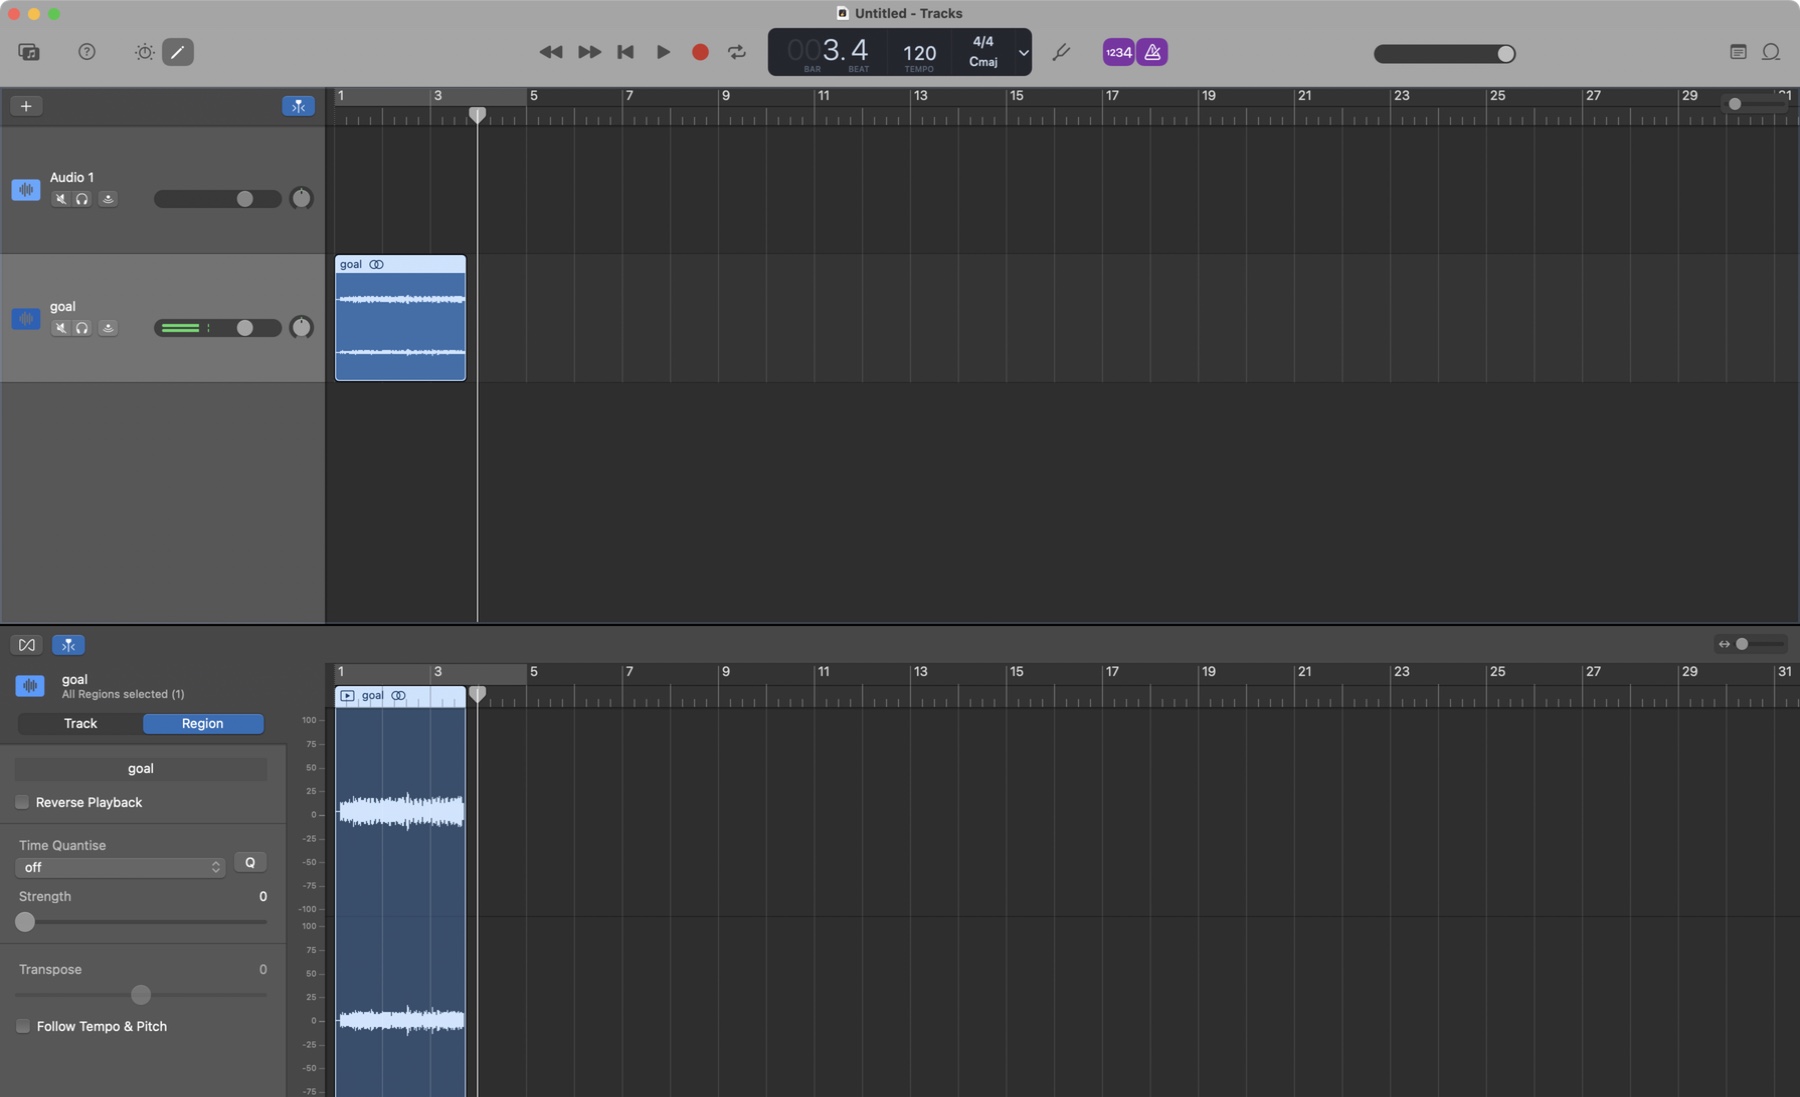 Untitled - Tracks
003.4
BAR
BEAT
120
TEMPO
4/4
Cmaj
1234
1 3 5 7 9 11 13 15 17 19 21 23 25 27 29 31
Audio 1
goal
goal
goal
All Regions selected (1)
Track
Region
goal
Reverse Playback
Time Quantise
off
Q
Strength
0
Transpose
0
Follow Tempo & Pitch
1 3 5 7 9 11 13 15 17 19 21 23 25 27 29 31
goal
100
75
50
25
0
-25
-50
-75
-100
100
75
50
25
0
-25
-50
-75